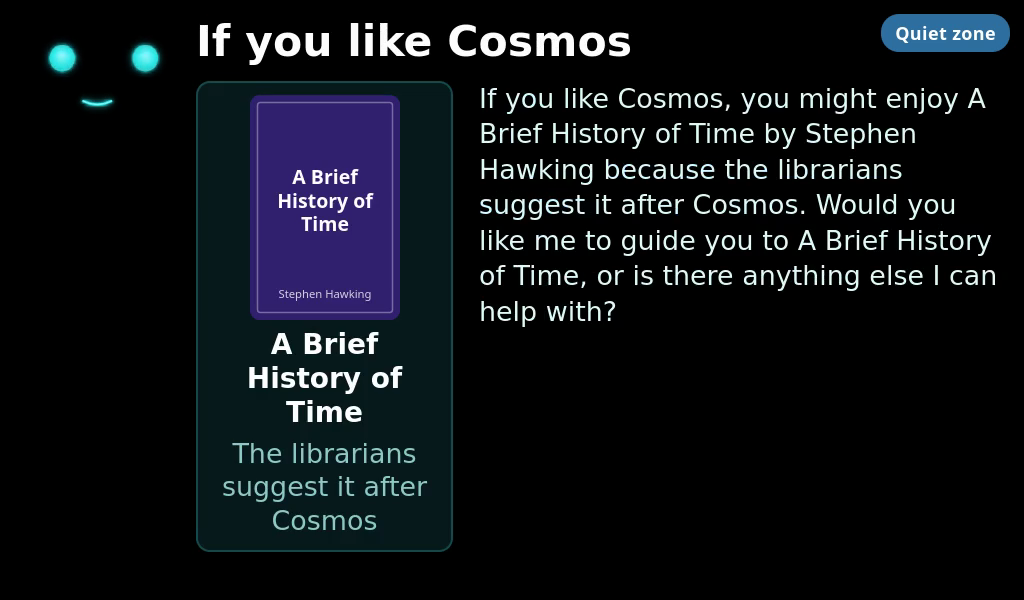 If you like Cosmos
Quiet zone
A Brief
History of
Time
Stephen Hawking
A Brief
History of
Time
The librarians
suggest it after
Cosmos
If you like Cosmos, you might enjoy A
Brief History of Time by Stephen
Hawking because the librarians
suggest it after Cosmos. Would you
like me to guide you to A Brief History
of Time, or is there anything else I can
help with?